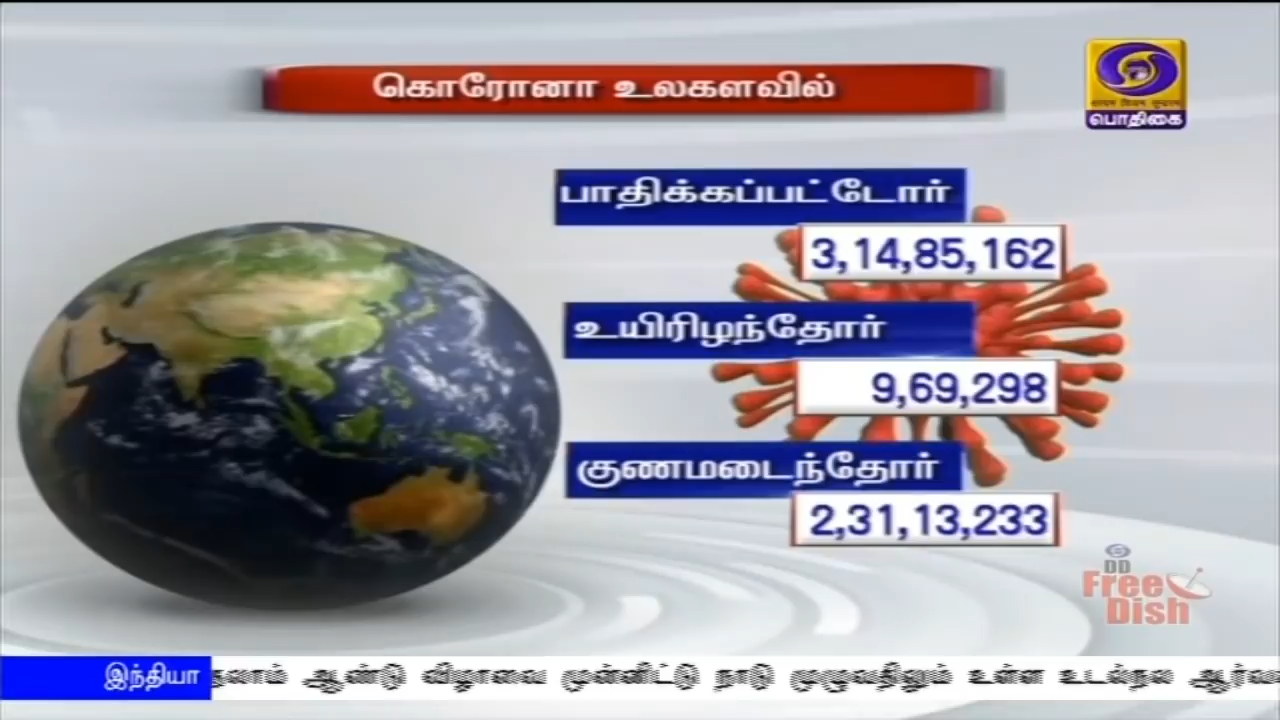 கொரோனா உலகளவில்
பொதிகை
பாதிக்கப்பட்டோர்
3,14,85,162
உயிரிழந்தோர்
9,69,298
குணமடைந்தோர்
2,31,13,233
DD
Free
Dish
இந்தியா ஆண்டு விழாவை முன்னிட்டு நாடு முழுவதிலும் உள்ள உடல்நல